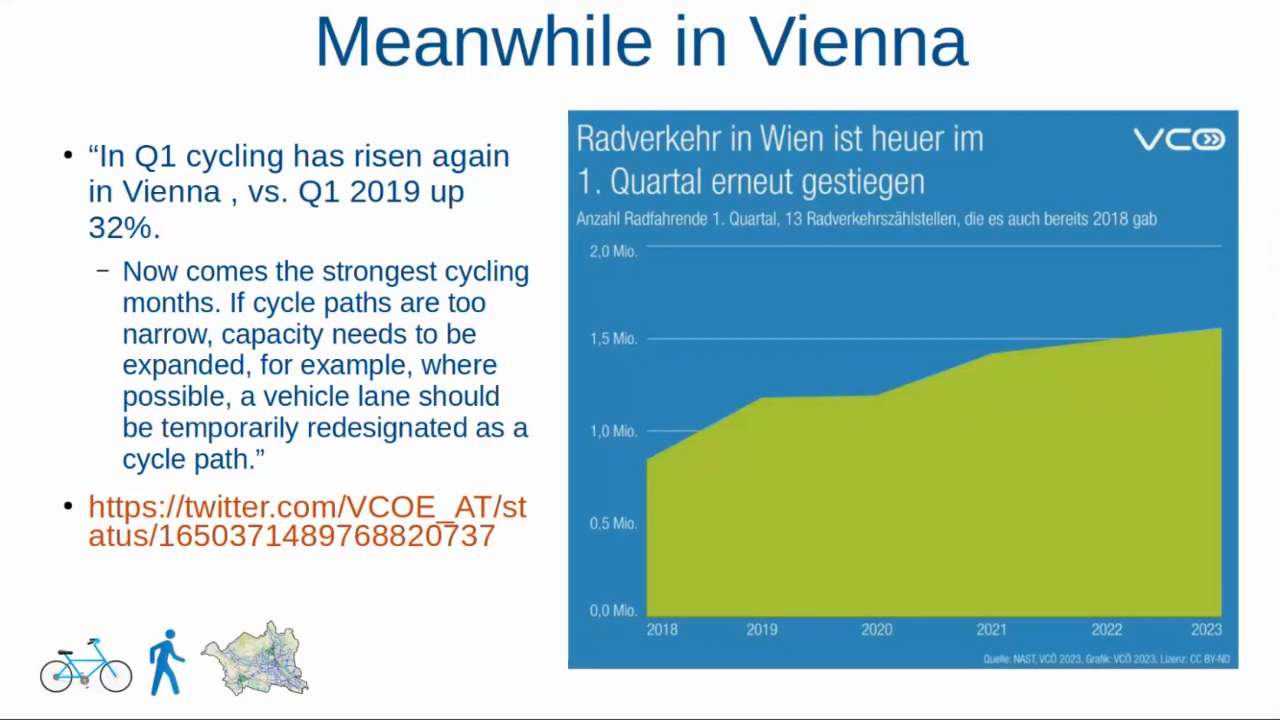 Meanwhile in Vienna
“In Q1 cycling has risen again
in Vienna , vs. Q1 2019 up
32%.
Now comes the strongest cycling
months. If cycle paths are too
narrow, capacity needs to be
expanded, for example, where
possible, a vehicle lane should
be temporarily redesignated as a
cycle path.”
https://twitter.com/VCOE_AT/st
atus/1650371489768820737
Radverkehr in Wien ist heuer im
1. Quartal erneut gestiegen
VCÖ
Anzahl Radfahrende 1. Quartal, 13 Radverkehrszählstellen, die es auch bereits 2018 gab
2,0 Mio.
1,5 Mio.
1,0 Mio.
0,5 Mio.
0,0 Mio.
2018 2019 2020 2021 2022 2023
Quelle: NAST, VCÖ 2023, Grafik: VCÖ 2023, Lizenz: CC BY-ND